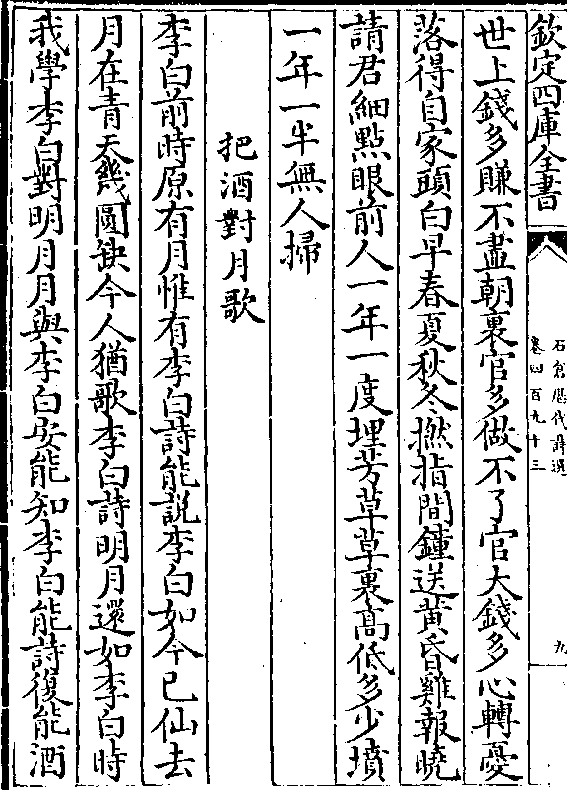 欽定四庫全書
石倉歷代詩選
卷四百九十三
九
世上錢多賺不盡朝裏官多做不了官大錢多心轉憂
落得自家頭白早春夏秋冬撚指間鐘送黃昏雞報曉
請君細點眼前人一年一度埋芳草草裏髙低多少墳
一年一半無人掃
把酒對月歌
李白前時原有月惟有李白詩能說李白如今已仙去
月在青天幾圓缺今人猶歌李白詩明月還如李白時
我學李白對明月月與李白安能知李白能詩復能酒